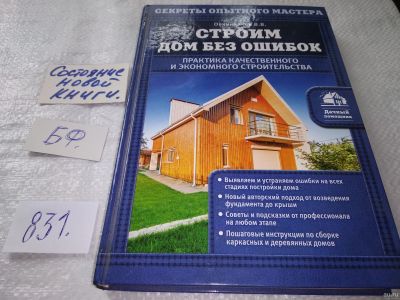 СЕКРЕТЫ ОПЫТНОГО МАСТЕРА
СТРОИМ
ДОМ БЕЗ ОШИБОК
ПРАКТИКА КАЧЕСТВЕННОГО
И ЭКОНОМНОГО СТРОИТЕЛЬСТВА
Дачный
помощник
• Выявляем и устраняем ошибки на всех
стадиях постройки дома
• Новый авторский подход от возведения
фундамента до крыши
• Советы и подсказки от профессионала
на любом этапе
• Пошаговые инструкции по сборке
каркасных и деревянных домов
Состояние
новой
книги.
БФ.
831.